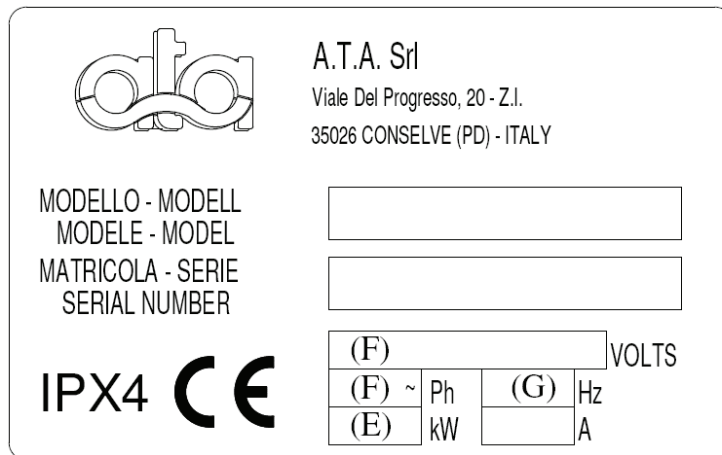 ata
A.T.A. Srl
Viale Del Progresso, 20 - Z.I.
35026 CONSELVE (PD) - ITALY
MODELLO - MODELL
MODELE - MODEL
MATRICOLA - SERIE
SERIAL NUMBER
IPX4 CE
(F) VOLTS
(F) ~ Ph (G) Hz
(E) kW A